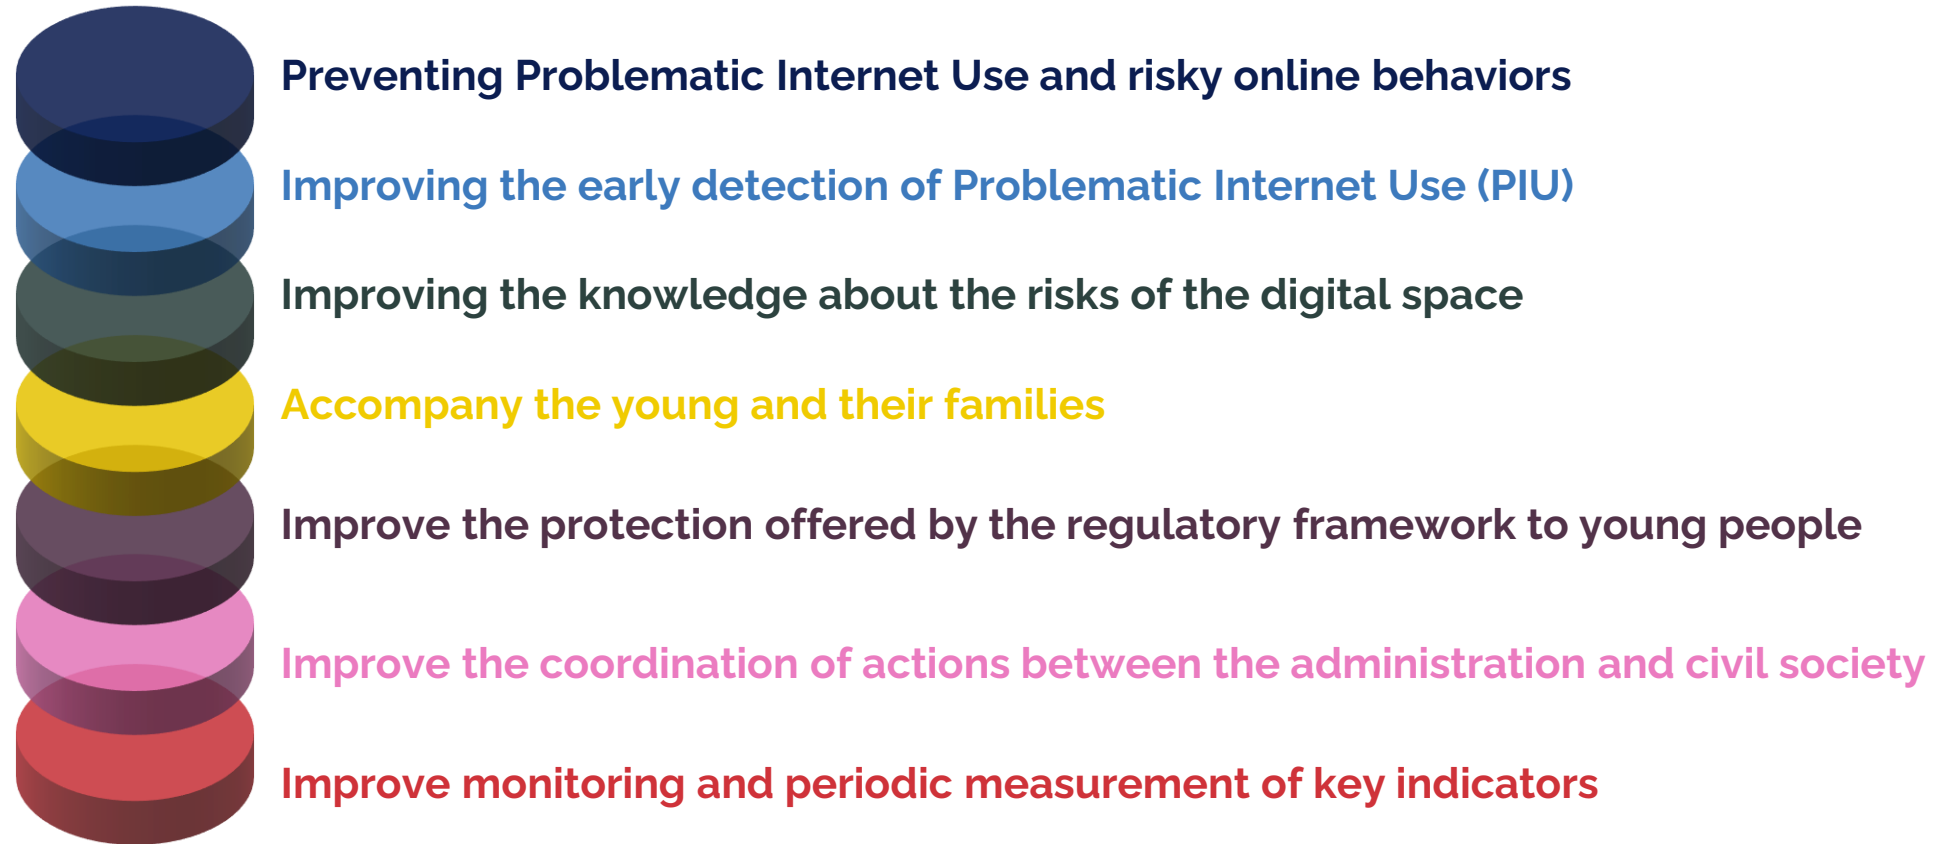 Preventing Problematic Internet Use and risky online behaviors
Improving the early detection of Problematic Internet Use (PIU)
Improving the knowledge about the risks of the digital space
Accompany the young and their families
Improve the protection offered by the regulatory framework to young people
Improve the coordination of actions between the administration and civil society
Improve monitoring and periodic measurement of key indicators